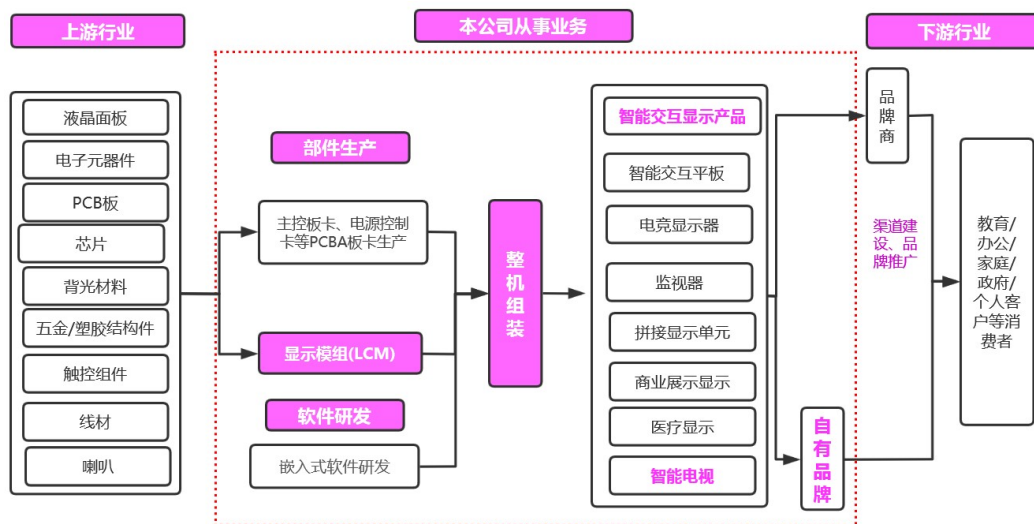 上游行业
本公司从事业务
下游行业
液晶面板
电子元器件
PCB板
芯片
背光材料
五金/塑胶结构件
触控组件
线材
喇叭
部件生产
主控板卡、电源控制
卡等PCBA板卡生产
显示模组(LCM)
软件研发
嵌入式软件研发
整机组装
智能交互显示产品
智能交互平板
电竞显示器
监视器
拼接显示单元
商业展示显示
医疗显示
智能电视
品牌商
自有品牌
渠道建
设、品
牌推广
教育/
办公/
家庭/
政府/
个人客
户等消
费者